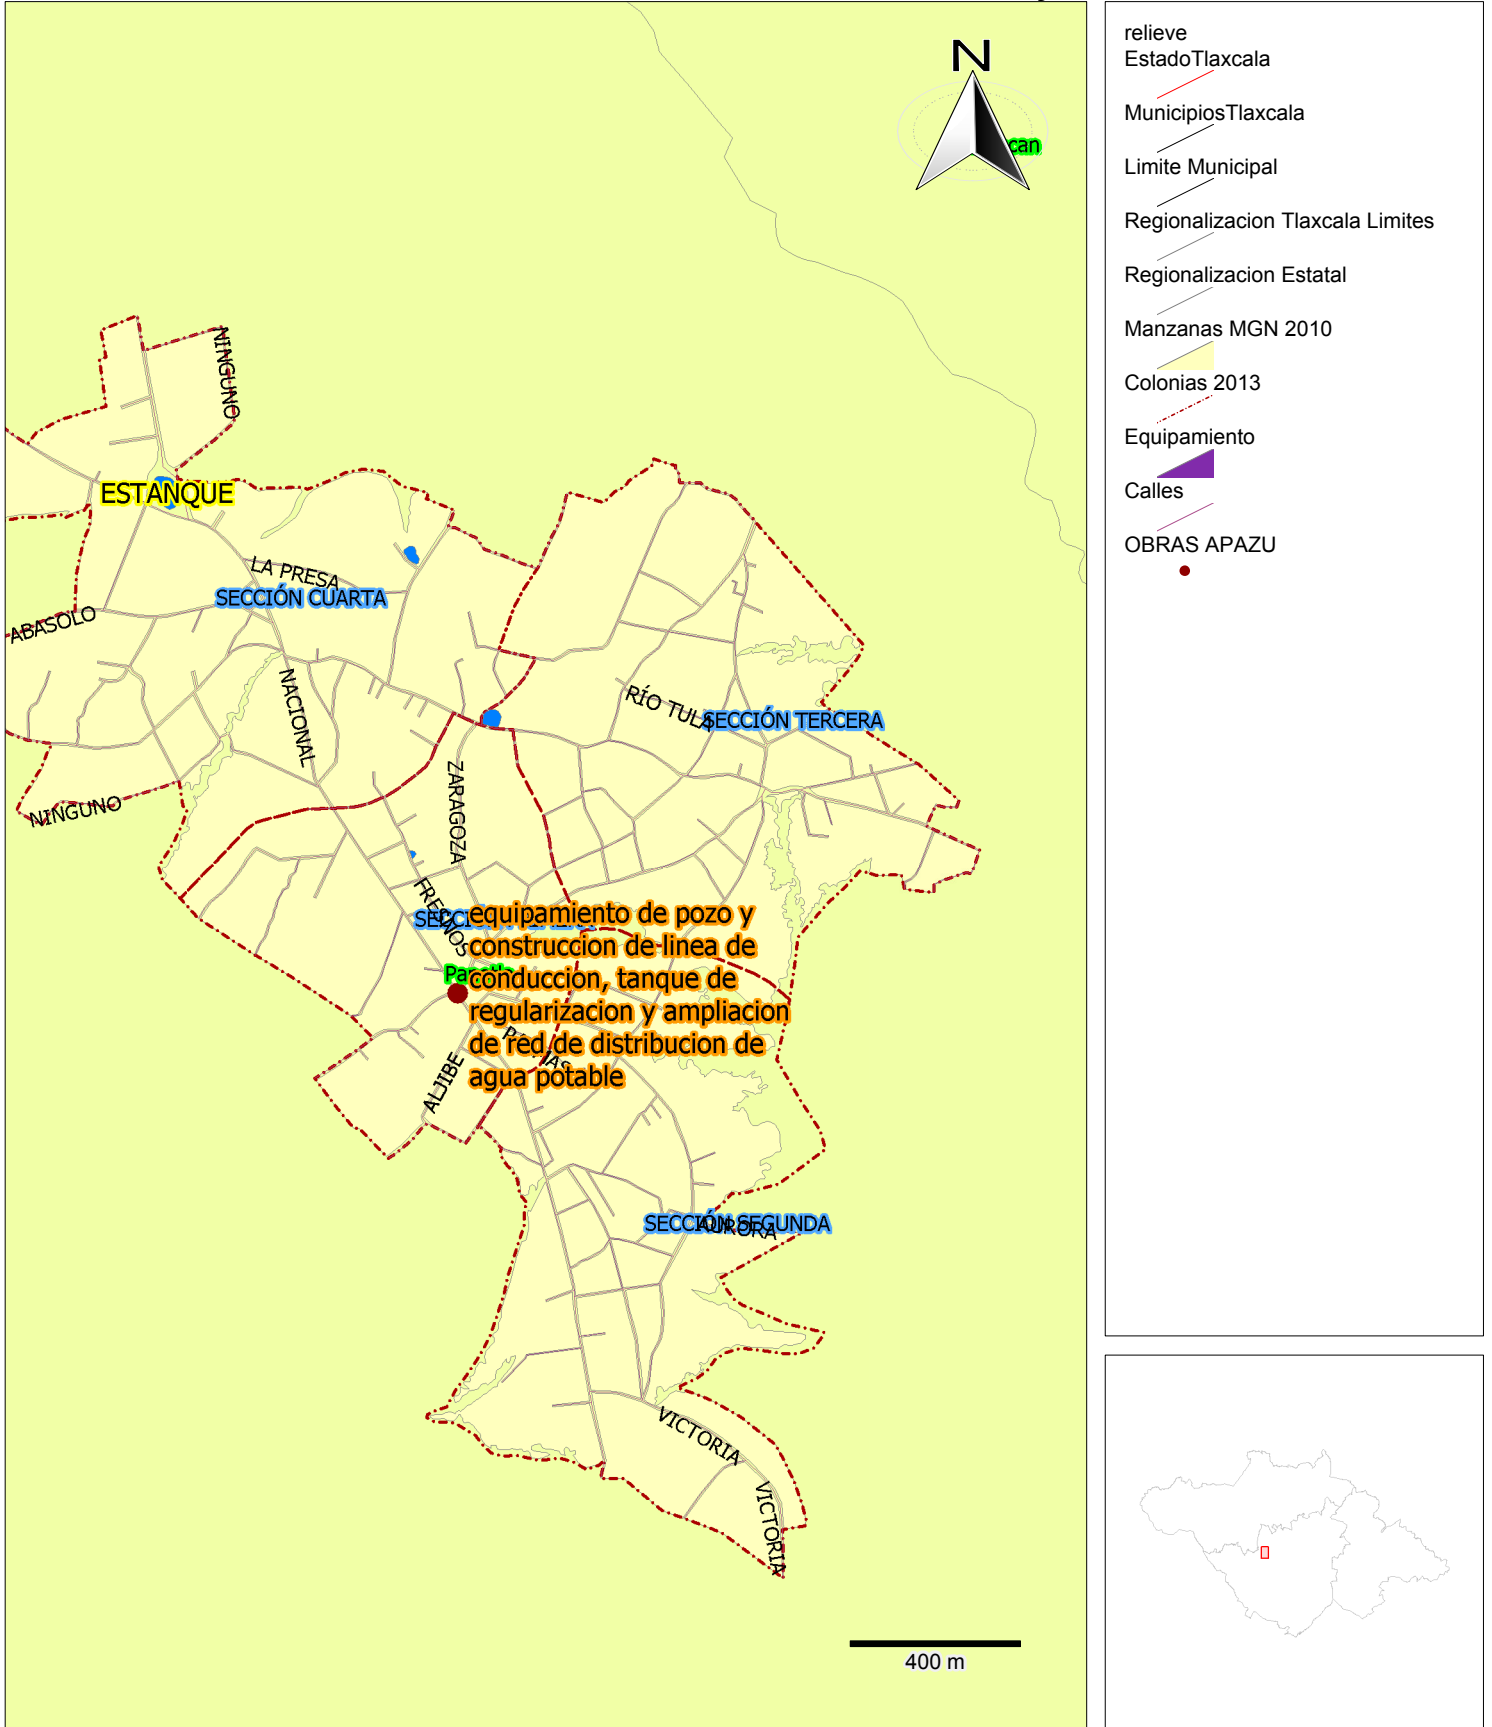 N
can
NINGUNO
ESTANQUE
LA PRESA
SECCIÓN CUARTA
ABASOLO
NACIONAL
RÍO TULA
SECCIÓN TERCERA
ZARAGOZA
NINGUNO
FRESNOS
equipamiento de pozo y
construccion de linea de
conduccion, tanque de
regularizacion y ampliacion
de red de distribucion de
agua potable
ALJIBE
SECCIÓN SEGUNDA
AURORA
VICTORIA
VICTORIA
400 m
relieve
EstadoTlaxcala
MunicipiosTlaxcala
Limite Municipal
Regionalizacion Tlaxcala Limites
Regionalizacion Estatal
Manzanas MGN 2010
Colonias 2013
Equipamiento
Calles
OBRAS APAZU